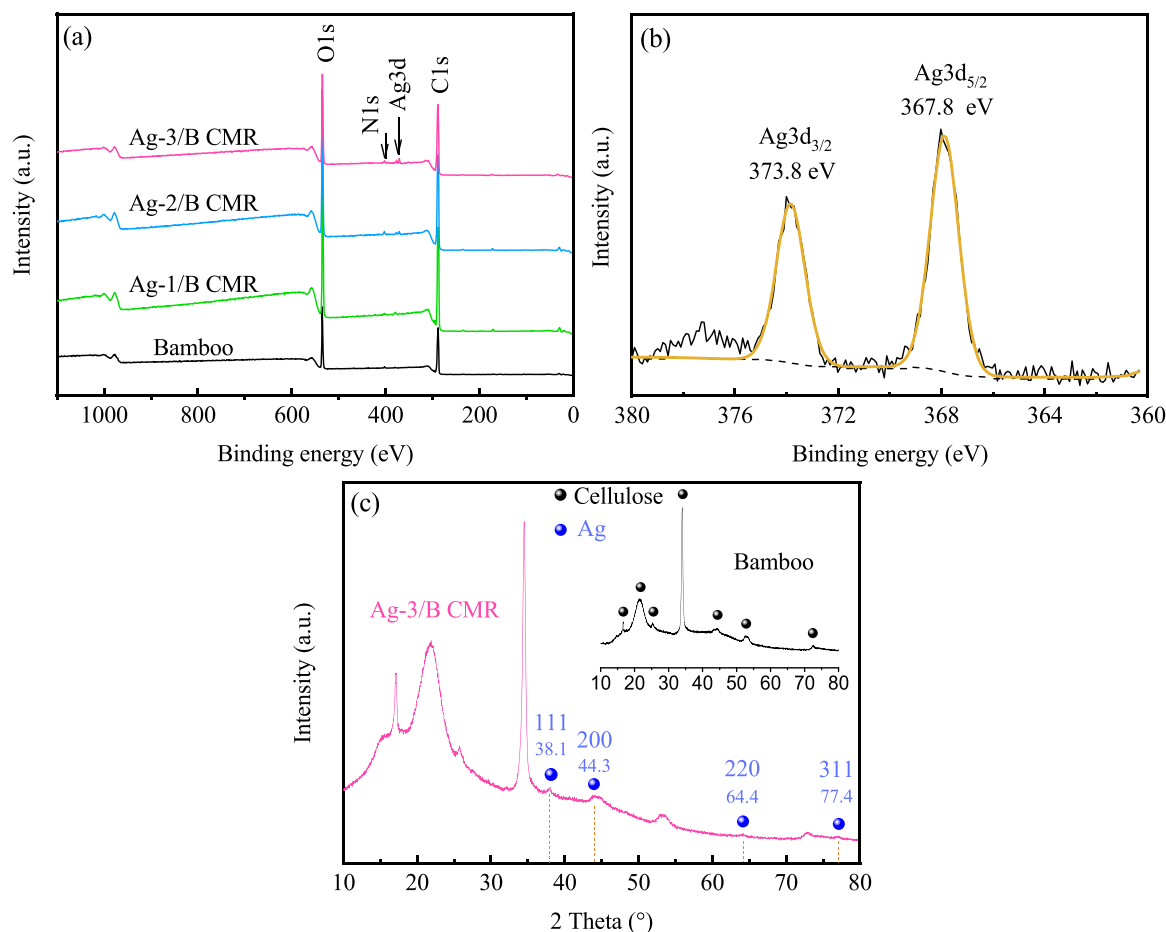 (a)
O1s
N1s
Ag3d
C1s
Ag-3/B CMR
Ag-2/B CMR
Ag-1/B CMR
Bamboo
Intensity (a.u.)
1000 800 600 400 200 0
Binding energy (eV)
(b)
Ag3d5/2
367.8 eV
Ag3d3/2
373.8 eV
Intensity (a.u.)
380 376 372 368 364 360
Binding energy (eV)
(c)
Cellulose
Ag
Bamboo
10 20 30 40 50 60 70 80
Ag-3/B CMR
111
38.1
200
44.3
220
64.4
311
77.4
Intensity (a.u.)
10 20 30 40 50 60 70 80
2 Theta (°)